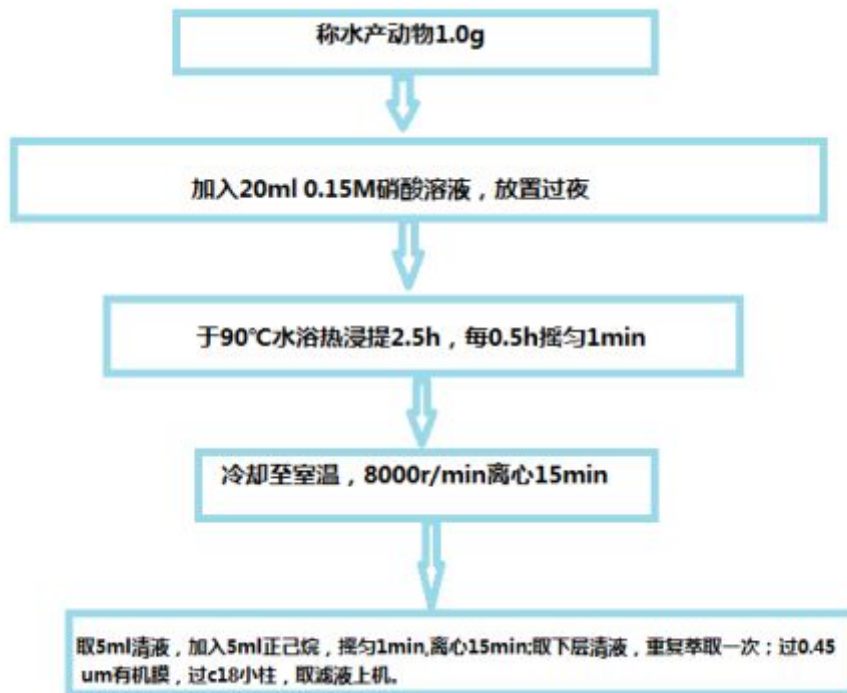 称水产动物1.0g
加入20ml 0.15M硝酸溶液，放置过夜
于90℃水浴热浸提2.5h，每0.5h摇匀1min
冷却至室温，8000r/min离心15min
取5ml清液，加入5ml正己烷，摇匀1min,离心15min;取下层清液，重复萃取一次；过0.45
um有机膜，过c18小柱，取滤液上机。